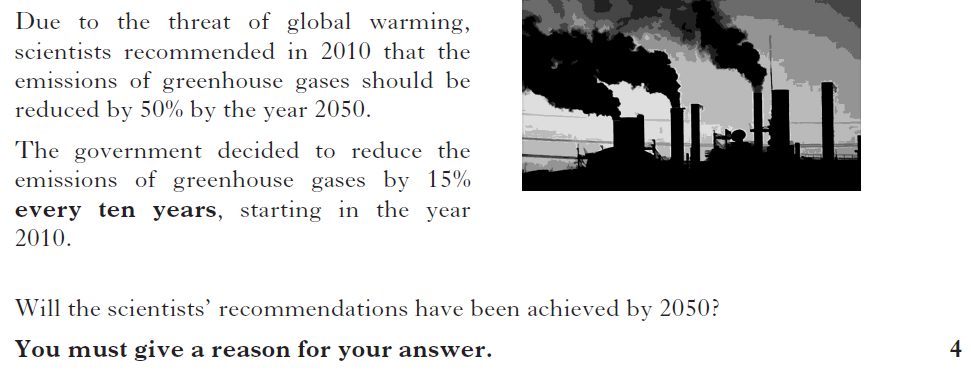 Due to the threat of global warming,
scientists recommended in 2010 that the
emissions of greenhouse gases should be
reduced by 50% by the year 2050.
The government decided to reduce the
emissions of greenhouse gases by 15%
every ten years, starting in the year
2010.
Will the scientists’ recommendations have been achieved by 2050?
You must give a reason for your answer.
4